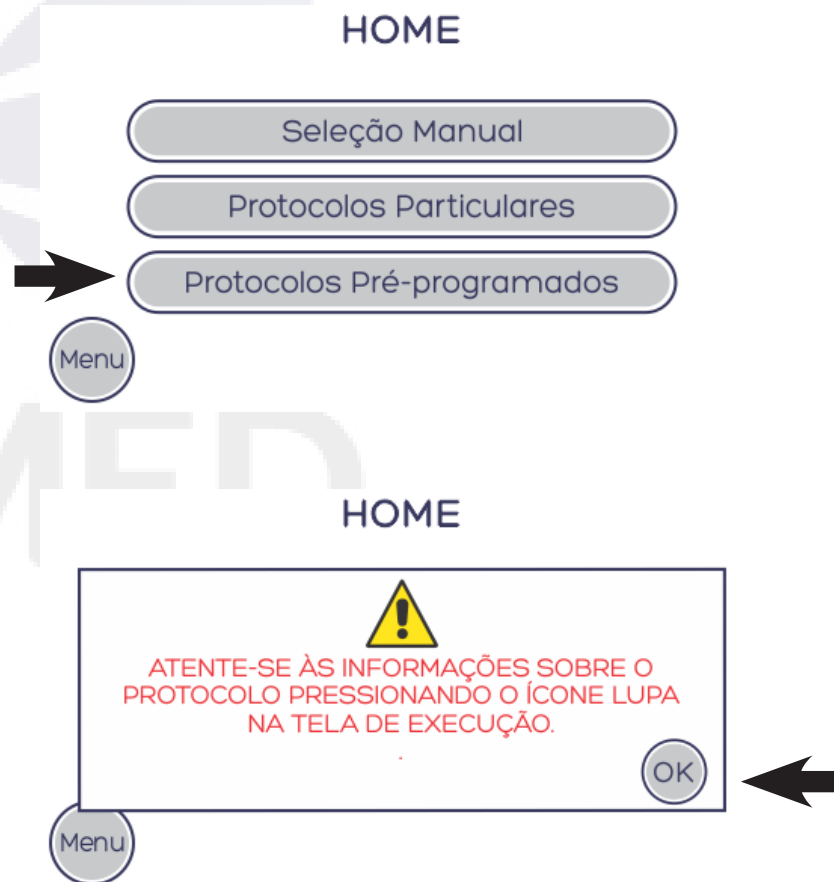 HOME
Seleção Manual
Protocolos Particulares
Protocolos Pré-programados
Menu
HOME
ATENTE-SE ÀS INFORMAÇÕES SOBRE O
PROTOCOLO PRESSIONANDO O ÍCONE LUPA
NA TELA DE EXECUÇÃO.
.
OK
Menu